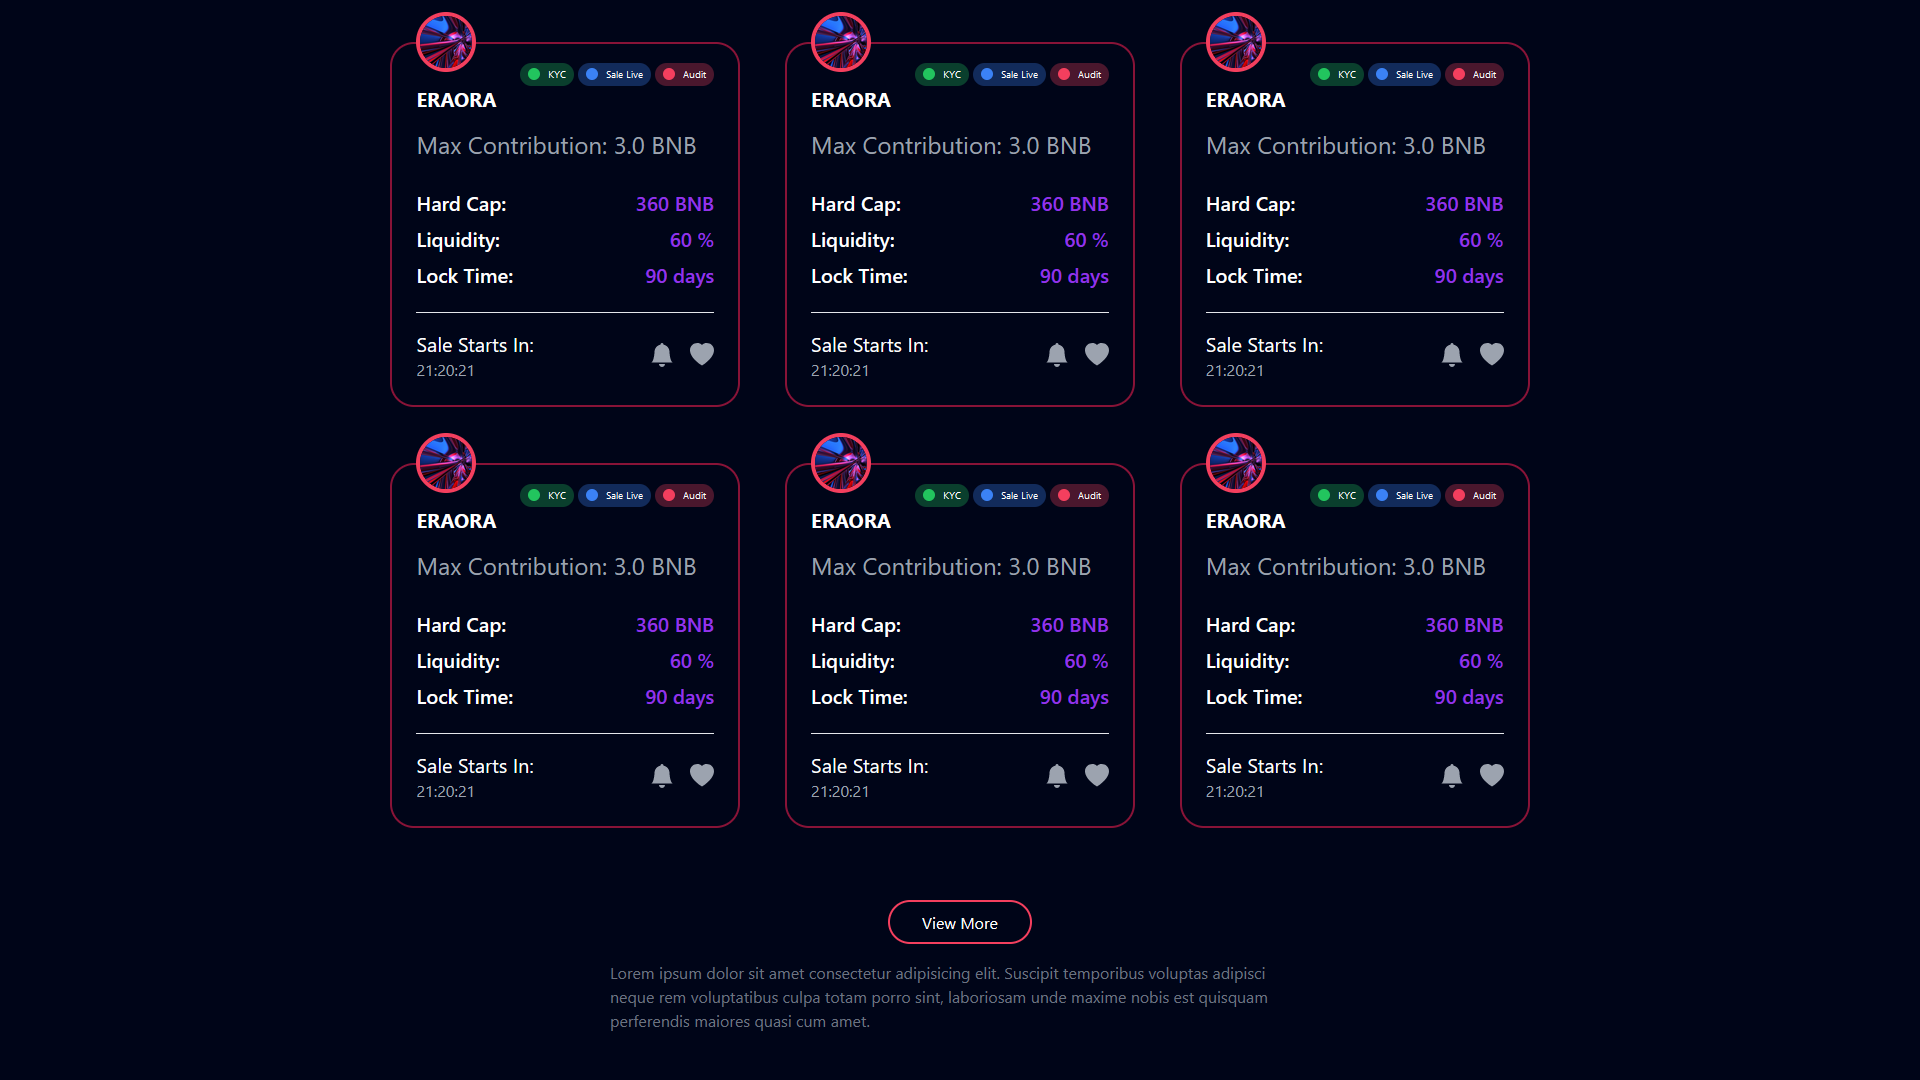 KYC Sale Live Audit
ERAORA
Max Contribution: 3.0 BNB
Hard Cap: 360 BNB
Liquidity: 60 %
Lock Time: 90 days
Sale Starts In:
21:20:21
KYC Sale Live Audit
ERAORA
Max Contribution: 3.0 BNB
Hard Cap: 360 BNB
Liquidity: 60 %
Lock Time: 90 days
Sale Starts In:
21:20:21
KYC Sale Live Audit
ERAORA
Max Contribution: 3.0 BNB
Hard Cap: 360 BNB
Liquidity: 60 %
Lock Time: 90 days
Sale Starts In:
21:20:21
KYC Sale Live Audit
ERAORA
Max Contribution: 3.0 BNB
Hard Cap: 360 BNB
Liquidity: 60 %
Lock Time: 90 days
Sale Starts In:
21:20:21
KYC Sale Live Audit
ERAORA
Max Contribution: 3.0 BNB
Hard Cap: 360 BNB
Liquidity: 60 %
Lock Time: 90 days
Sale Starts In:
21:20:21
KYC Sale Live Audit
ERAORA
Max Contribution: 3.0 BNB
Hard Cap: 360 BNB
Liquidity: 60 %
Lock Time: 90 days
Sale Starts In:
21:20:21
View More
Lorem ipsum dolor sit amet consectetur adipisicing elit. Suscipit temporibus voluptas adipisci
neque rem voluptatibus culpa totam porro sint, laboriosam unde maxime nobis est quisquam
perferendis maiores quasi cum amet.